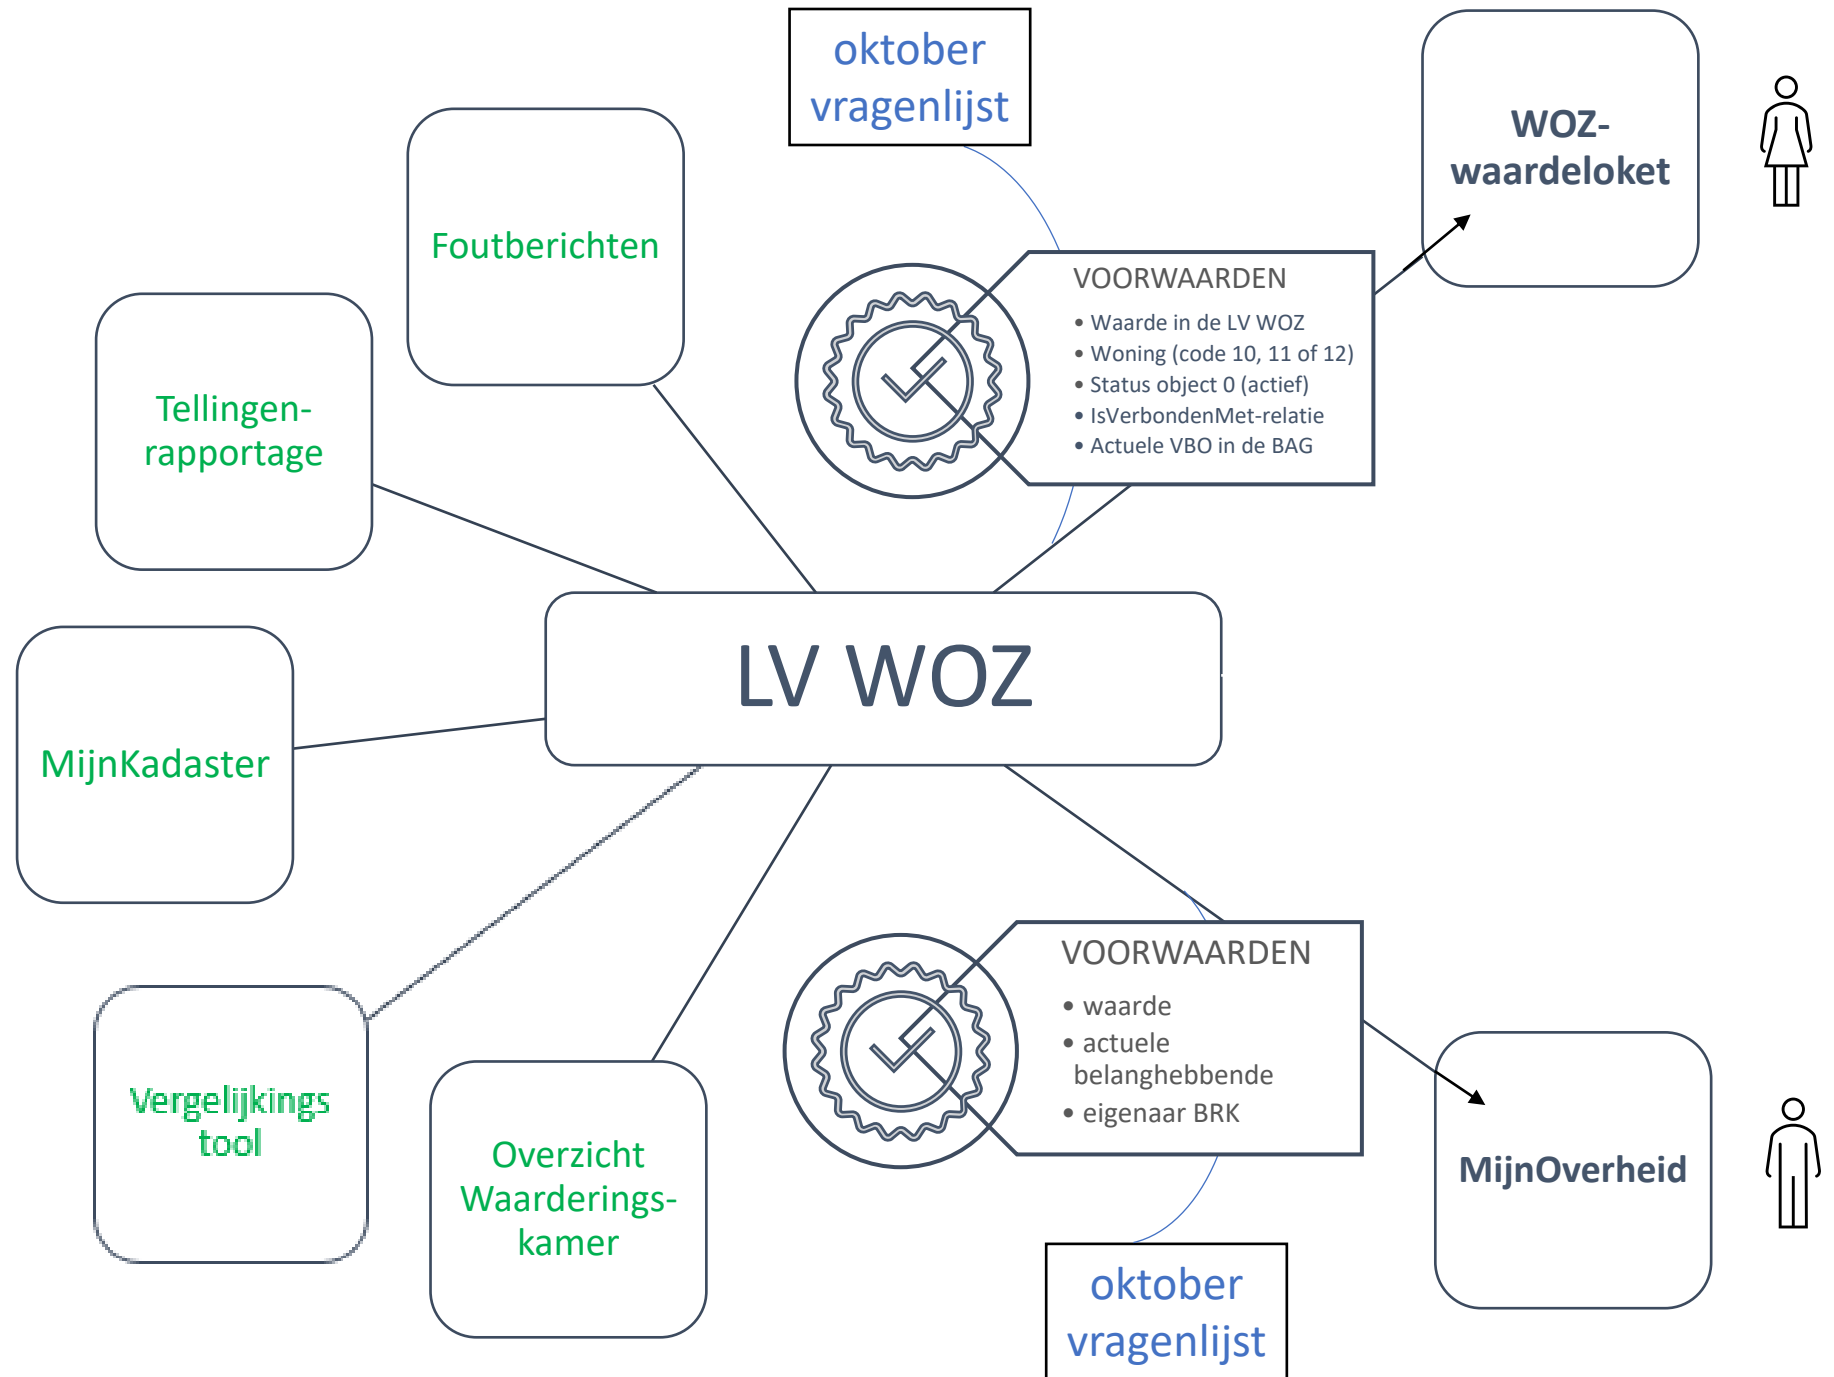 oktober
vragenlijst
WOZ-
waardeloket
Foutberichten
VOORWAARDEN
• Waarde in de LV WOZ
• Woning (code 10, 11 of 12)
• Status object 0 (actief)
• IsVerbondenMet-relatie
• Actuele VBO in de BAG
Tellingen-
rapportage
LV WOZ
MijnKadaster
VOORWAARDEN
• waarde
• actuele
belanghebbende
• eigenaar BRK
Vergelijkings
tool
Overzicht
Waarderings-
kamer
MijnOverheid
oktober
vragenlijst